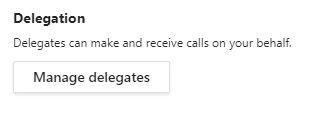 Delegation
Delegates can make and receive calls on your behalf.
Manage delegates